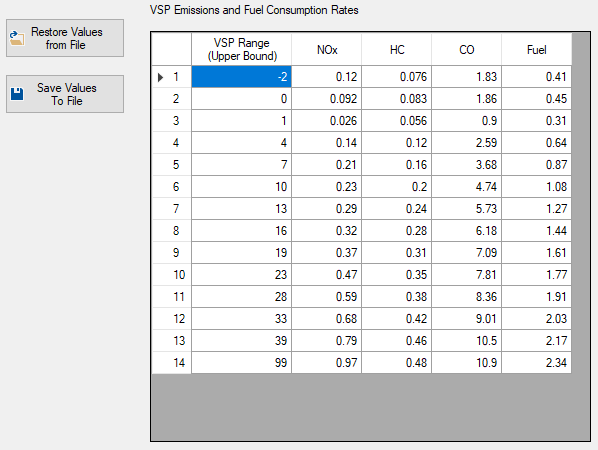 VSP Emissions and Fuel Consumption Rates
Restore Values
from File
Save Values
To File
VSP Range
(Upper Bound) NOx HC CO Fuel
1 -2 0.12 0.076 1.83 0.41
2 0 0.092 0.083 1.86 0.45
3 1 0.026 0.056 0.9 0.31
4 4 0.14 0.12 2.59 0.64
5 7 0.21 0.16 3.68 0.87
6 10 0.23 0.2 4.74 1.08
7 13 0.29 0.24 5.73 1.27
8 16 0.32 0.28 6.18 1.44
9 19 0.37 0.31 7.09 1.61
10 23 0.47 0.35 7.81 1.77
11 28 0.59 0.38 8.36 1.91
12 33 0.68 0.42 9.01 2.03
13 39 0.79 0.46 10.5 2.17
14 99 0.97 0.48 10.9 2.34